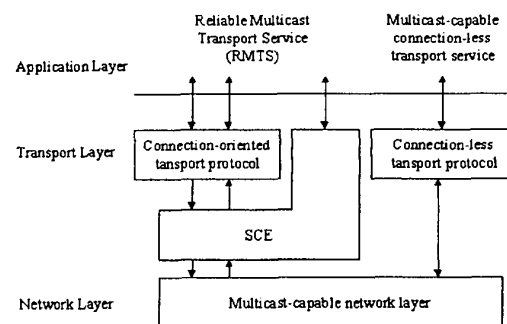 Reliable Multicast
Transport Service
(RMTS)
Multicast-capable
connection-less
transport service
Application Layer
Transport Layer
Connection-oriented
tansport protocol
Connection-less
tansport protocol
SCE
Network Layer
Multicast-capable network layer